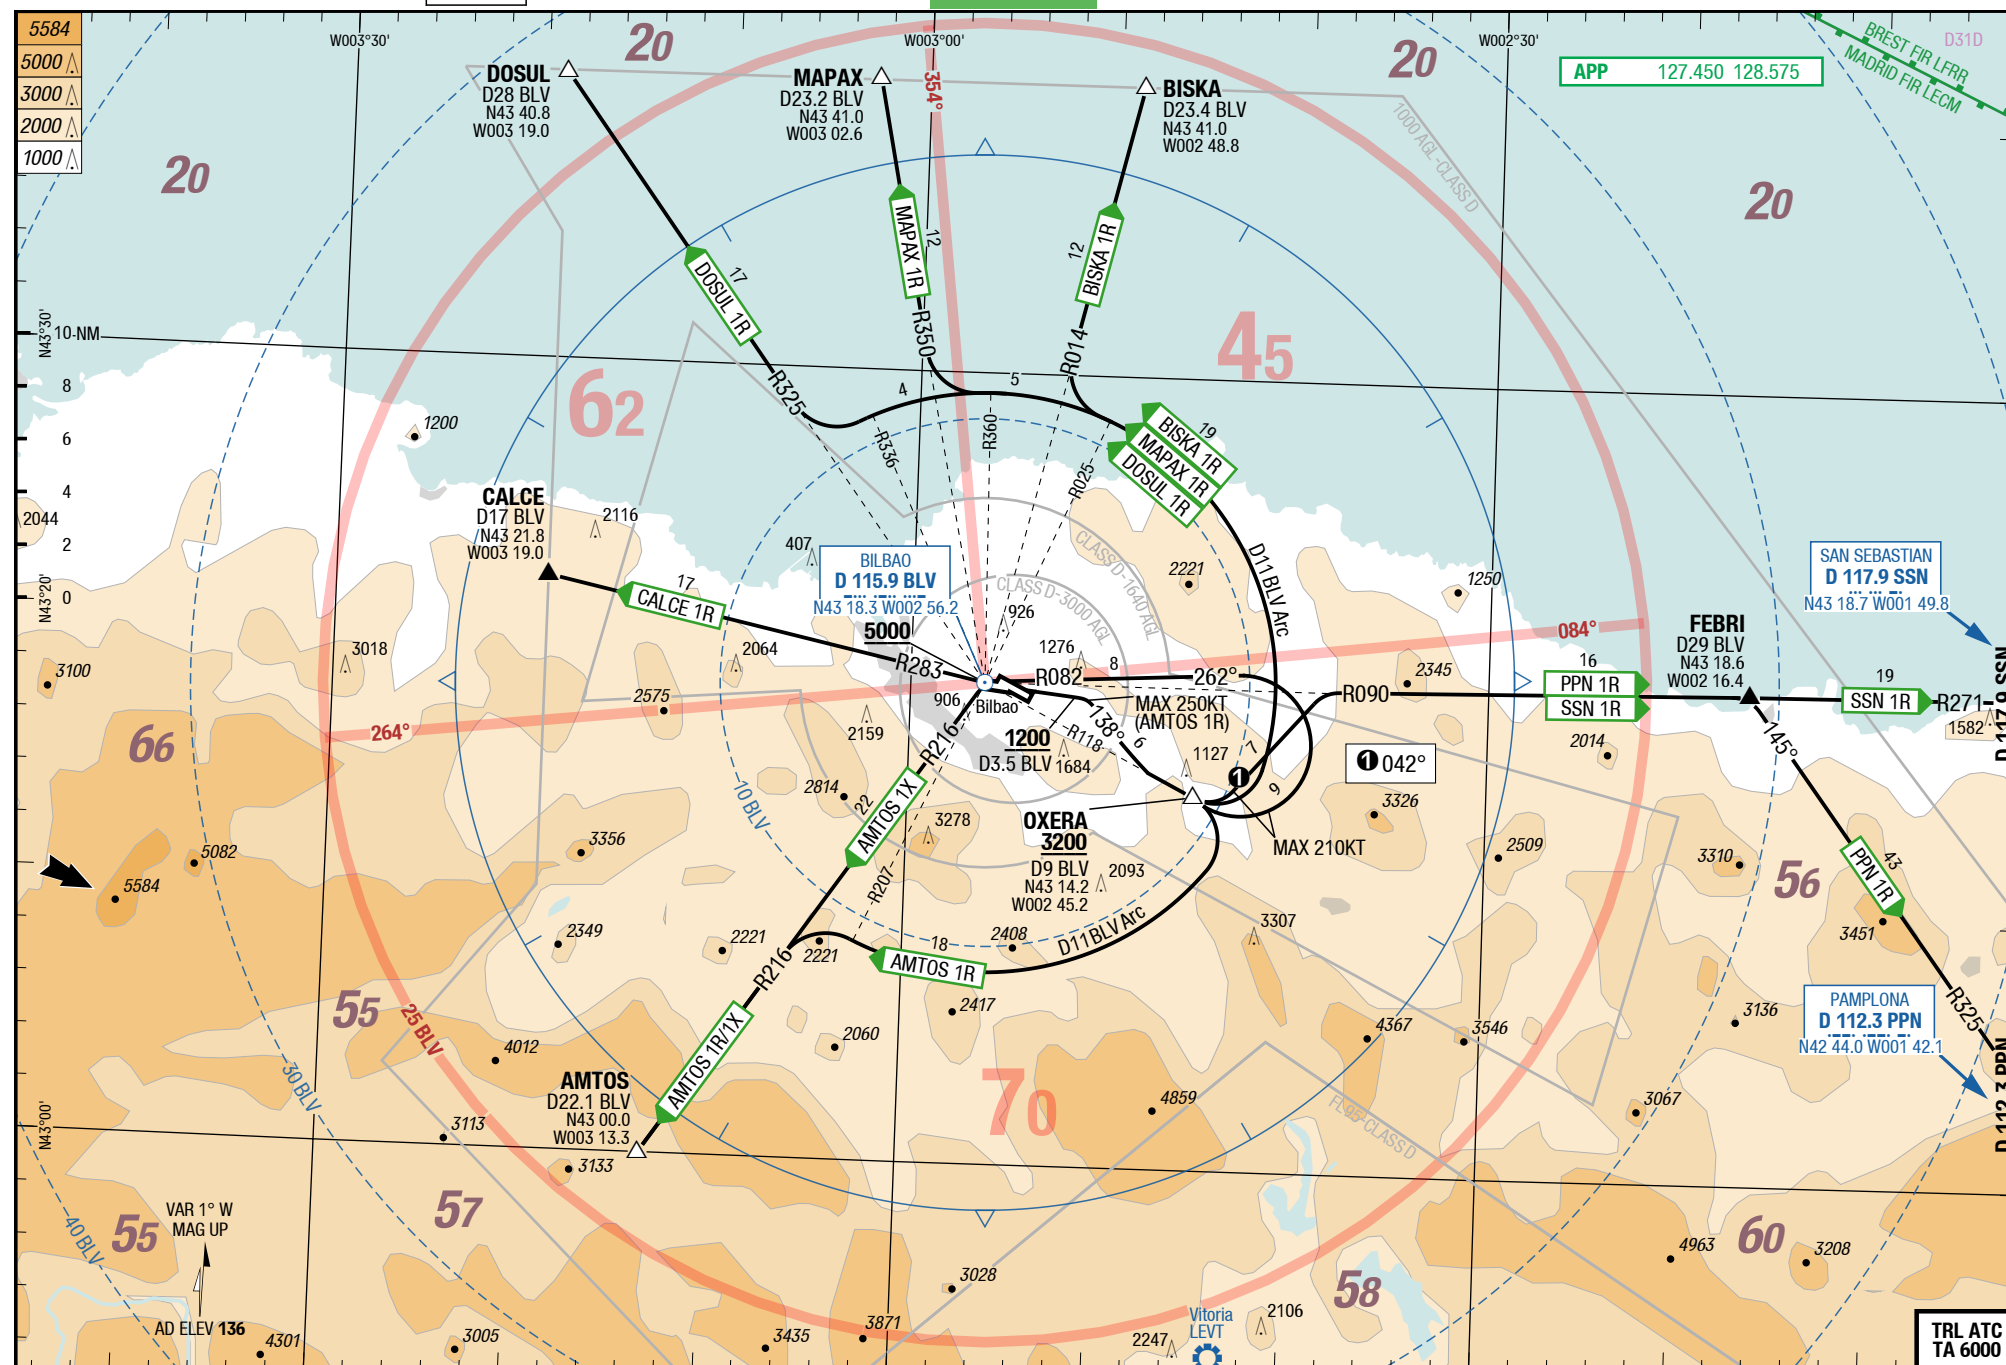 5584
5000
3000
2000
1000
W003°30'
W003°00'
W002°30'
20
20
20
20
DOSUL
D28 BLV
N43 40.8
W003 19.0
MAPAX
D23.2 BLV
N43 41.0
W003 02.6
354°
BISKA
D23.4 BLV
N43 41.0
W002 48.8
APP 127.450 128.575
BREST FIR LFRR
MADRID FIR LECM
D31D
1000 AGL-CLASS D
MAPAX 1R
12
BISKA 1R
12
DOSUL 1R
17
R350
R014
R325
N43°30'
10-NM
8
6
4
2
0
N43°20'
62
45
4
5
1200
R336
R360
R025
19
BISKA 1R
MAPAX 1R
DOSUL 1R
CALCE
D17 BLV
N43 21.8
W003 19.0
2044
2116
407
BILBAO
D 115.9 BLV
N43 18.3 W002 56.2
CLASS D-1640 AGL
CLASS D-3000 AGL
2221
D11 BLV Arc
1250
SAN SEBASTIAN
D 117.9 SSN
N43 18.7 W001 49.8
17
CALCE 1R
926
5000
R283
1276
8
R082
262°
084°
FEBRI
D29 BLV
N43 18.6
W002 16.4
3100
3018
2064
2575
2345
16
PPN 1R
SSN 1R
19
SSN 1R
R271
D 117.9 SSN
1582
R090
906
Bilbao
MAX 250KT
(AMTOS 1R)
264°
66
2159
R216
1200
D3.5 BLV
138°
R118
6
1684
1127
7
1
1 042°
2014
145°
9
10 BLV
2814
22
AMTOS 1X
3278
OXERA
3200
D9 BLV
N43 14.2
W002 45.2
MAX 210KT
3326
2509
3310
56
43
PPN 1R
5082
5584
3356
R207
2093
3307
3451
2349
2221
2221
18
AMTOS 1R
2408
D11 BLV Arc
R216
55
25 BLV
2417
2060
4367
3546
3136
PAMPLONA
D 112.3 PPN
N42 44.0 W001 42.1
R325
D 112.3 PPN
4012
AMTOS 1R/1X
30 BLV
AMTOS
D22.1 BLV
N43 00.0
W003 13.3
70
4859
FL95-CLASS D
3067
N43°00'
3113
3133
55
VAR 1° W
MAG UP
57
40 BLV
4963
60
3208
3028
58
AD ELEV 136
4301
3005
3435
3871
2247
Vitoria
LEVT
2106
TRL ATC
TA 6000